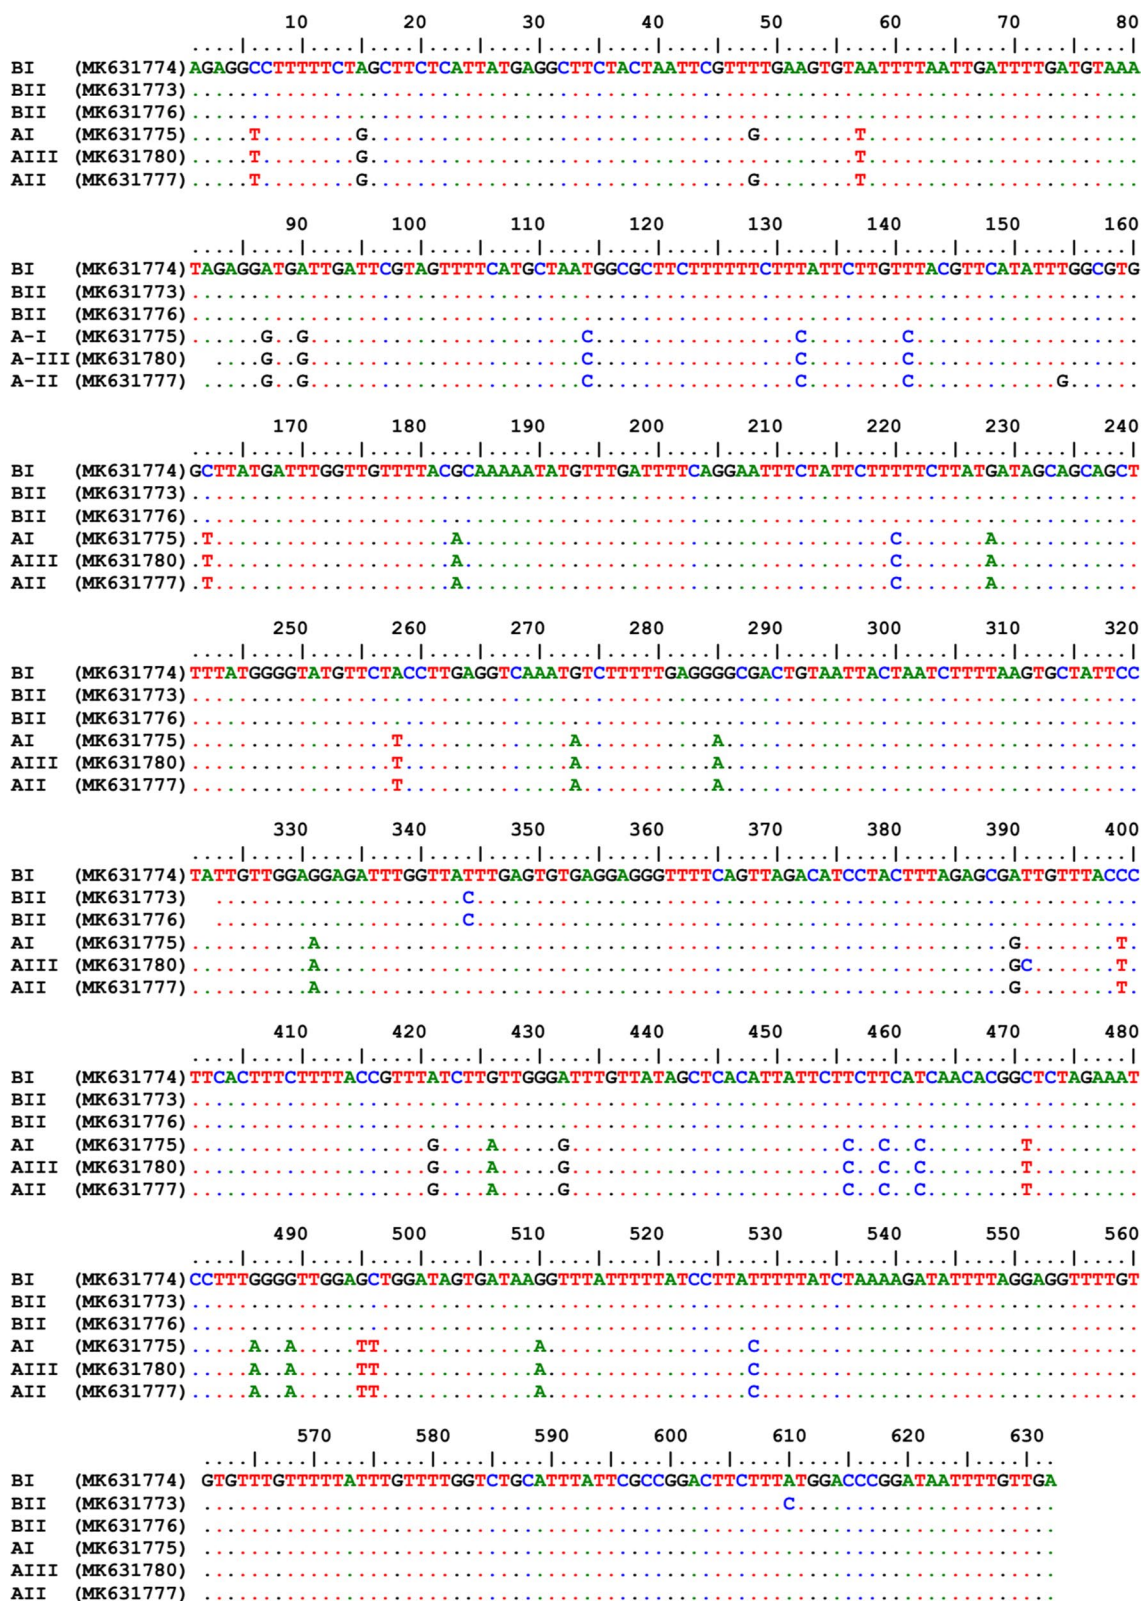 10 20 30 40 50 60 70 80
....|....|....|....|....|....|....|....|....|....|....|....|....|....|....|....|
BI (MK631774) AGAGGCCTTTTTCTAGCTTCTCATTATGAGGCTTCTACTAATTCGTTTTGAAGTGTAATTTTAATTGATTTTGATGTAAA
BII (MK631773) ................................................................................
BII (MK631776) ................................................................................
AI (MK631775) .....T........G................................G........T.......................
AIII (MK631780) .....T........G.........................................T.......................
AII (MK631777) .....T........G................................G........T.......................
90 100 110 120 130 140 150 160
....|....|....|....|....|....|....|....|....|....|....|....|....|....|....|....|
BI (MK631774) TAGAGGATGATTGATTCGTAGTTTTCATGCTAATGGCGCTTCTTTTTTCTTTATTCTTGTTTACGTTCATATTTGGCGTG
BII (MK631773) ................................................................................
BII (MK631776) ................................................................................
A-I (MK631775) ......G..G.......................C.................C........C...................
A-III (MK631780) ......G..G.......................C.................C........C...................
A-II (MK631777) ......G..G.......................C.................C........C............G......
170 180 190 200 210 220 230 240
....|....|....|....|....|....|....|....|....|....|....|....|....|....|....|....|
BI (MK631774) GCTTATGATTTGGTTGTTTTACGCAAAAATATGTTTGATTTTCAGGAATTTCTATTCTTTTTCTTATGATAGCAGCAGCT
BII (MK631773) ................................................................................
BII (MK631776) ................................................................................
AI (MK631775) .T....................A....................................C.......A............
AIII (MK631780) .T....................A....................................C.......A............
AII (MK631777) .T....................A....................................C.......A............
250 260 270 280 290 300 310 320
....|....|....|....|....|....|....|....|....|....|....|....|....|....|....|....|
BI (MK631774) TTTATGGGGTATGTTCTACCTTGAGGTCAAATGTCTTTTTGAGGGGCGACTGTAATTACTAATCTTTTAAGTGCTATTCC
BII (MK631773) ................................................................................
BII (MK631776) ................................................................................
AI (MK631775) .................T..............A...........A...................................
AIII (MK631780) .................T..............A...........A...................................
AII (MK631777) .................T..............A...........A...................................
330 340 350 360 370 380 390 400
....|....|....|....|....|....|....|....|....|....|....|....|....|....|....|....|
BI (MK631774) TATTGTTGGAGGAGATTTGGTTATTTGAGTGTGAGGAGGGTTTTCAGTTAGACATCCTACTTTAGAGCGATTGTTTACCC
BII (MK631773) .......................C........................................................
BII (MK631776) .......................C........................................................
AI (MK631775) ..........A..........................................................G........T.
AIII (MK631780) ..........A..........................................................GC.......T.
AII (MK631777) ..........A..........................................................G........T.
410 420 430 440 450 460 470 480
....|....|....|....|....|....|....|....|....|....|....|....|....|....|....|....|
BI (MK631774) TTCACTTTCTTTTACCGTTTATCTTGTTGGGATTTGTTATAGCTCACATTATTCTTCTTCATCAACACGGCTCTAGAAAT
BII (MK631773) ................................................................................
BII (MK631776) ................................................................................
AI (MK631775) ....................G....A.....G.......................C..C..C........T.........
AIII (MK631780) ....................G....A.....G.......................C..C..C........T.........
AII (MK631777) ....................G....A.....G.......................C..C..C........T.........
490 500 510 520 530 540 550 560
....|....|....|....|....|....|....|....|....|....|....|....|....|....|....|....|
BI (MK631774) CCTTTGGGGTTGGAGCTGGATAGTGATAAGGTTTATTTTTATCCTTATTTTTATCTAAAAGATATTTTAGGAGGTTTTGT
BII (MK631773) ................................................................................
BII (MK631776) ................................................................................
AI (MK631775) .....A..A.....TT.............A.................C................................
AIII (MK631780) .....A..A.....TT.............A.................C................................
AII (MK631777) .....A..A.....TT.............A.................C................................
570 580 590 600 610 620 630
....|....|....|....|....|....|....|....|....|....|....|....|....|....|..
BI (MK631774) GTGTTTGTTTTTATTTGTTTTGGTCTGCATTTATTCGCCGGACTTCTTTATGGACCCGGATAATTTTGTTGA
BII (MK631773) .................................................C......................
BII (MK631776) ........................................................................
AI (MK631775) ........................................................................
AIII (MK631780) ........................................................................
AII (MK631777) ........................................................................